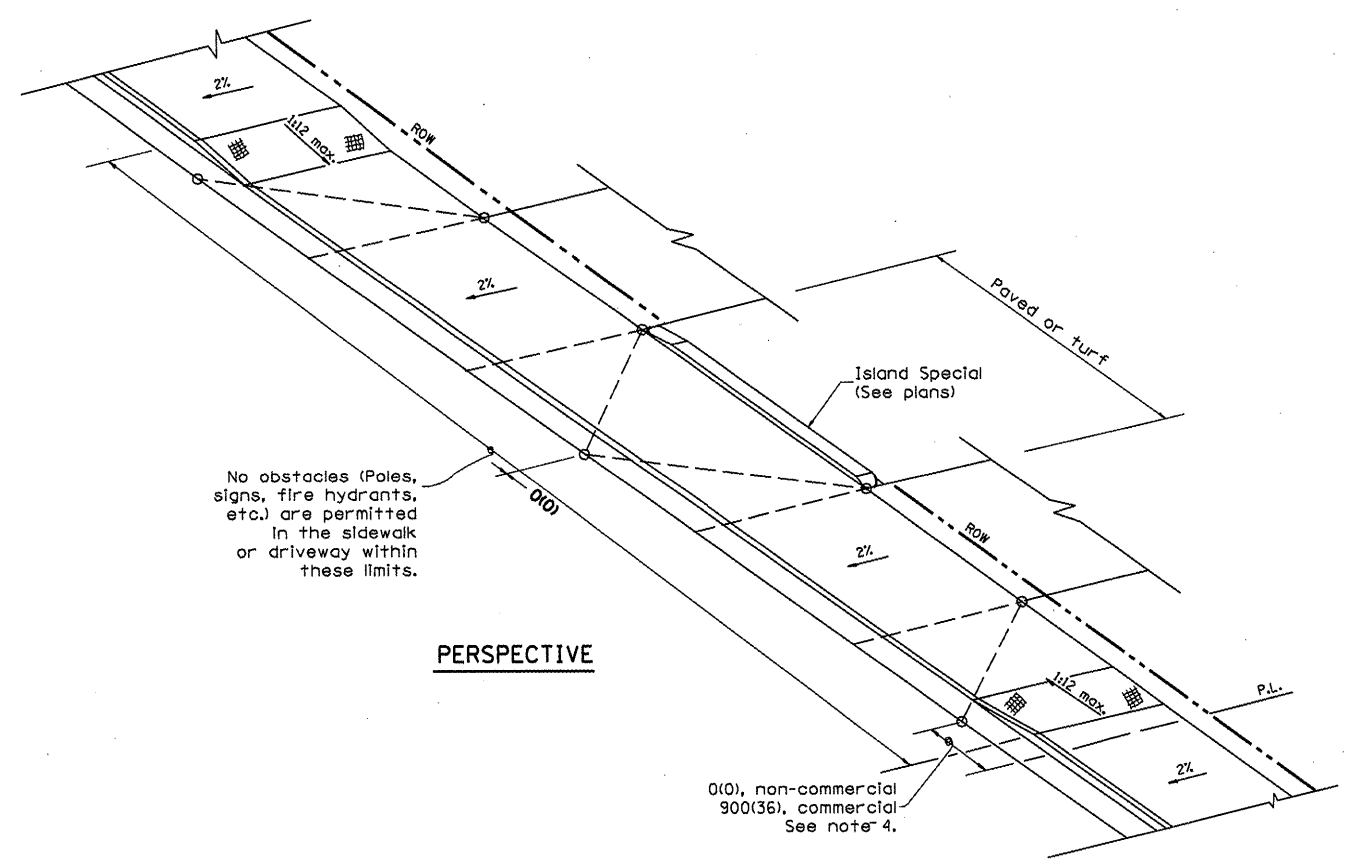 2%
1:12 max.
ROW
2%
Paved or turf
Island Special
(See plans)
No obstacles (Poles,
signs, fire hydrants,
etc.) are permitted
in the sidewalk
or driveway within
these limits.
0(0)
ROW
2%
PERSPECTIVE
1:12 max.
P.L.
2%
0(0), non-commercial
900(36), commercial
See note 4.